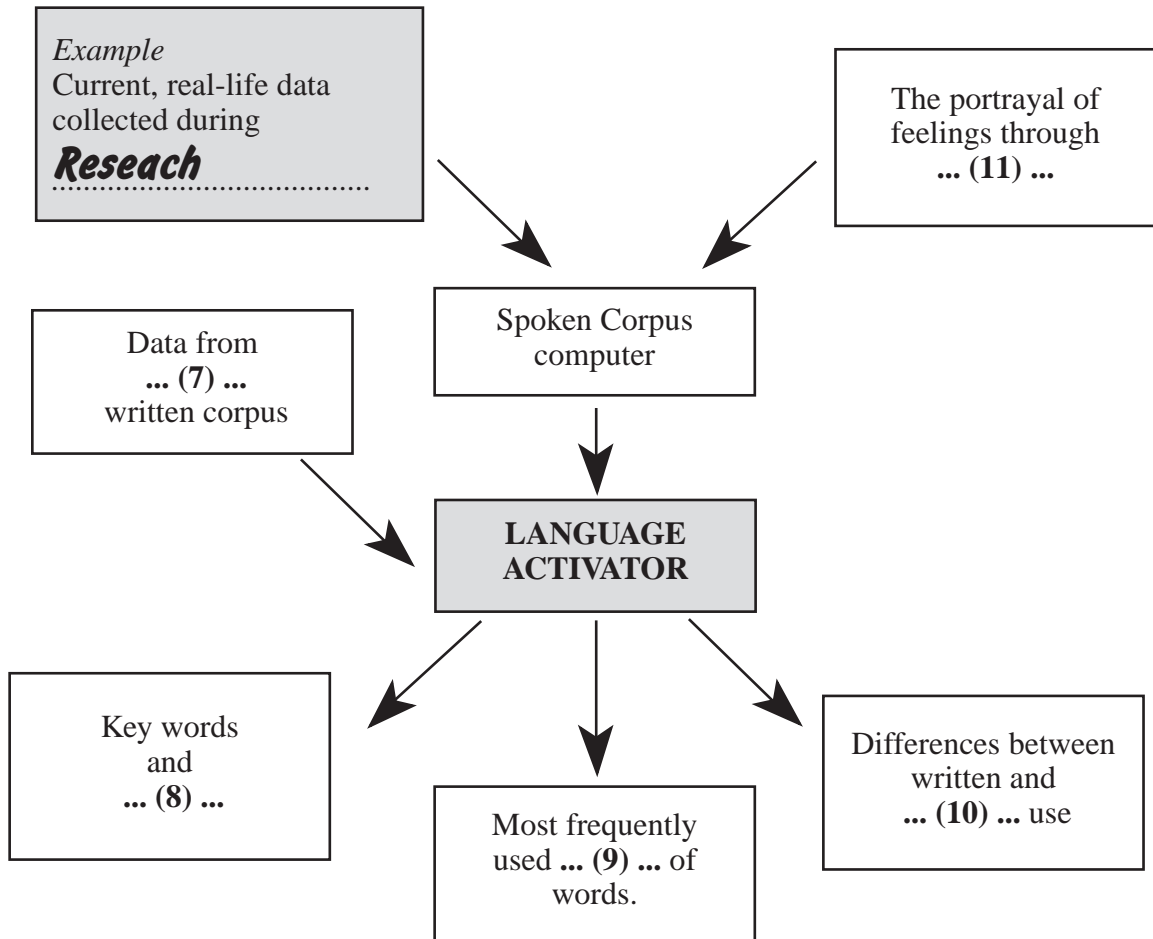 Example
Current, real-life data
collected during
Reseach
The portrayal of
feelings through
... (11) ...
Spoken Corpus
computer
Data from
... (7) ...
written corpus
LANGUAGE
ACTIVATOR
Key words
and
... (8) ...
Most frequently
used ... (9) ... of
words.
Differences between
written and
... (10) ... use